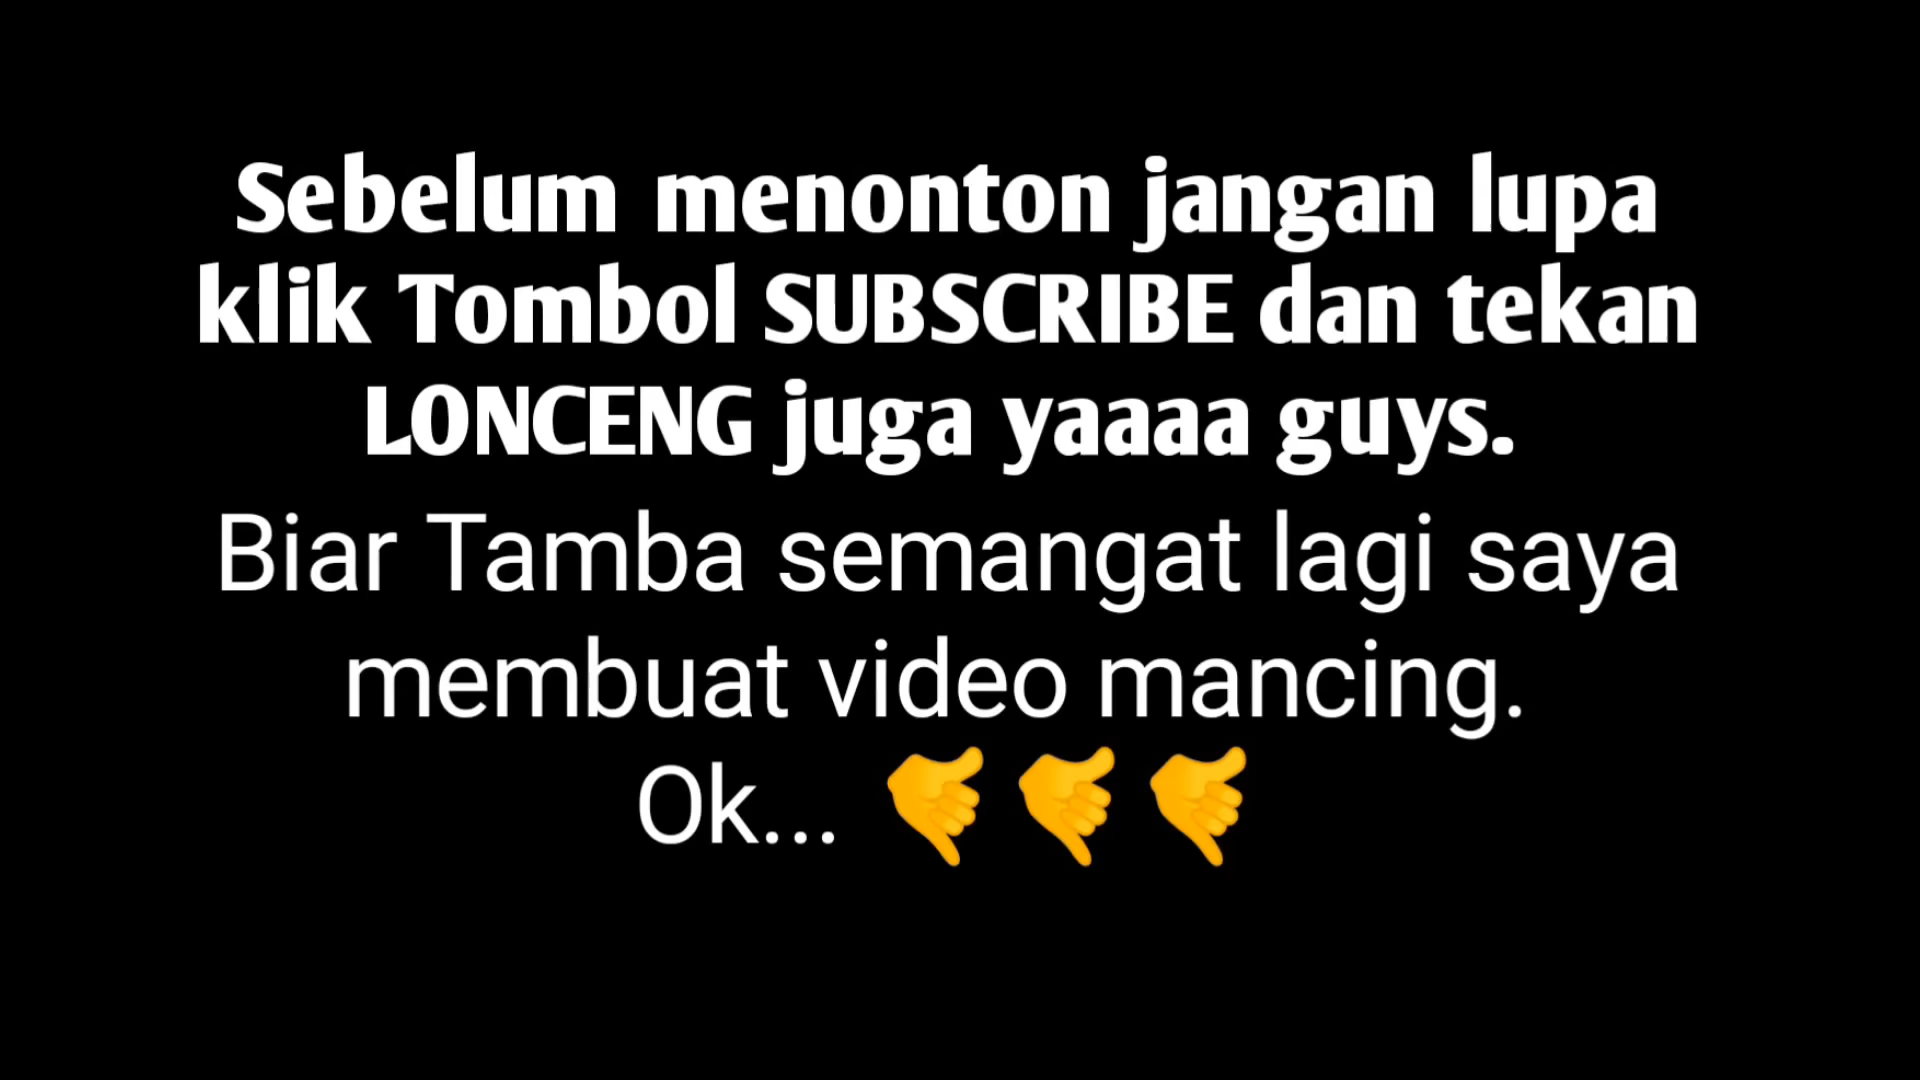 Sebelum menonton jangan lupa
klik Tombol SUBSCRIBE dan tekan
LONCENG juga yaaaa guys.
Biar Tamba semangat lagi saya
membuat video mancing.
Ok... 🤙🤙🤙